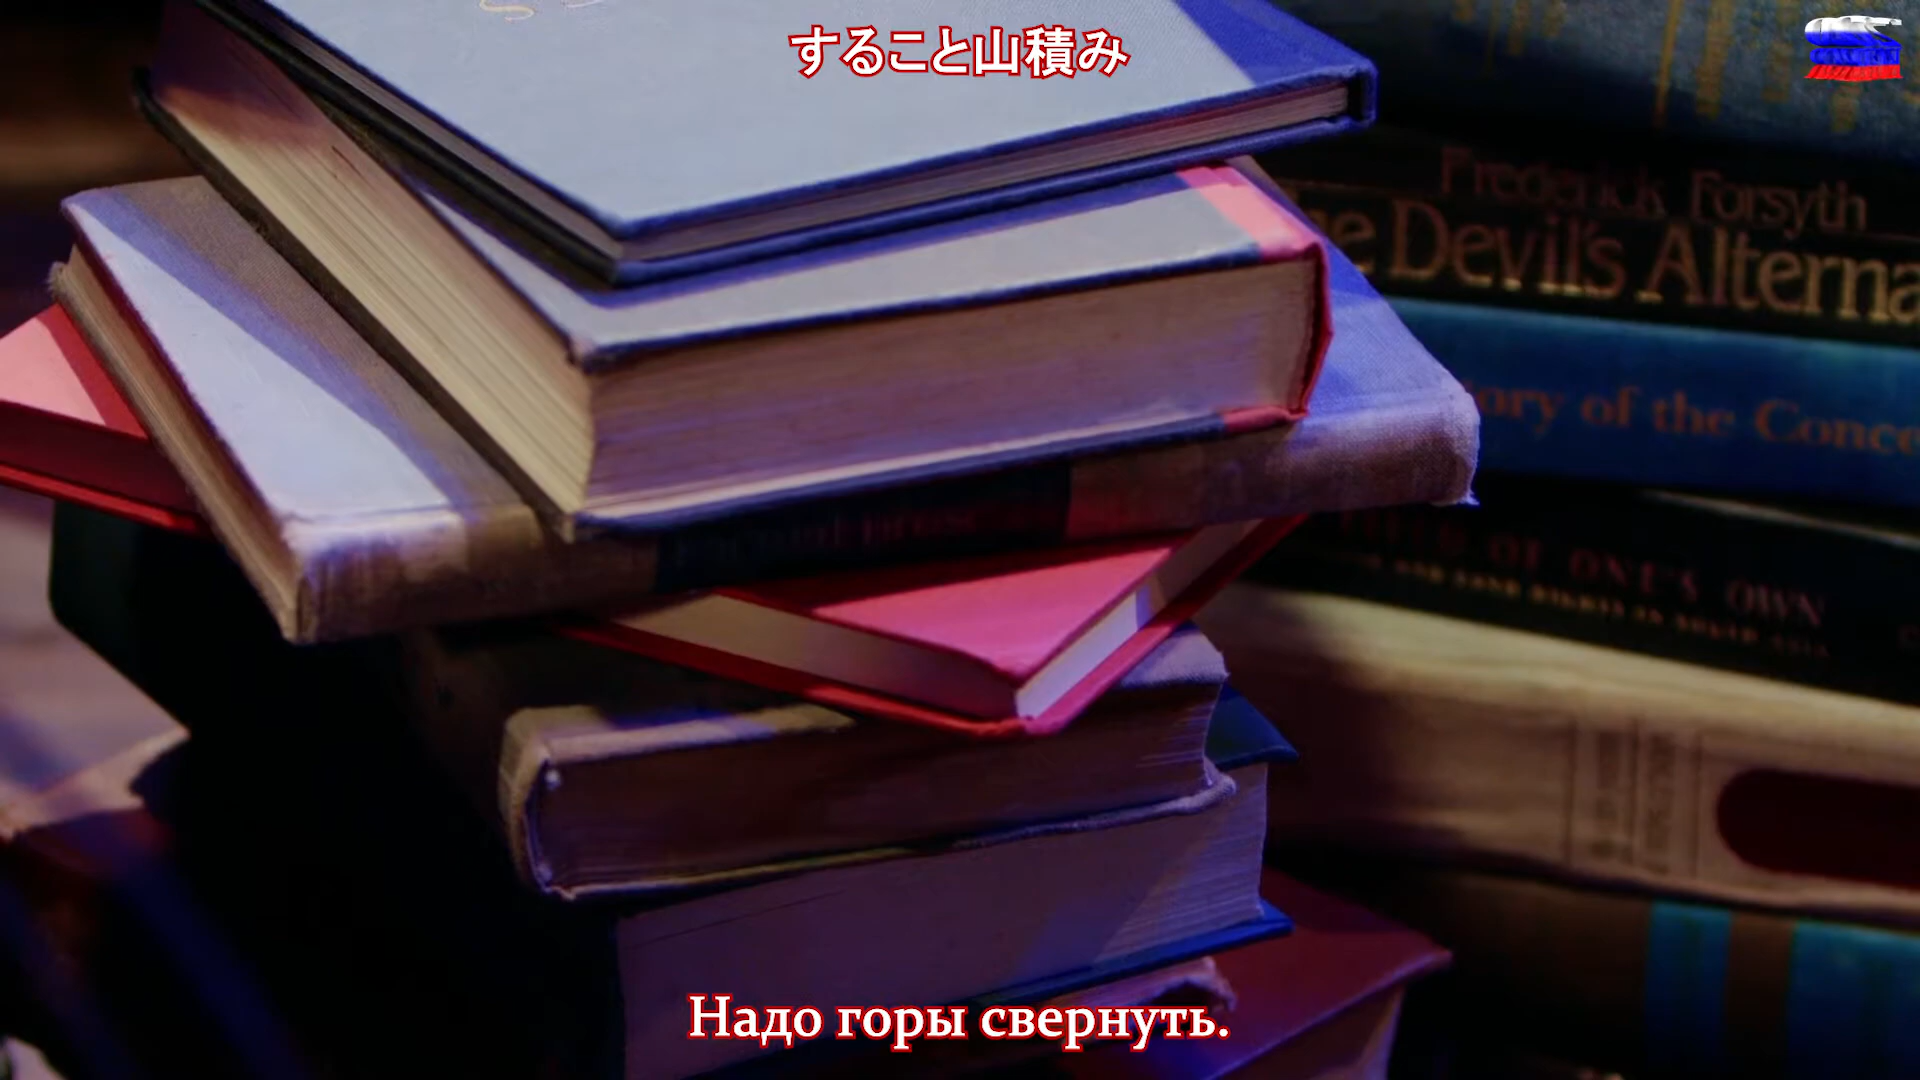 すること山積み
Frederick Forsyth
Devil's Alterna
ory of the Conce
OF ONE'S OWN
Надо горы свернуть.